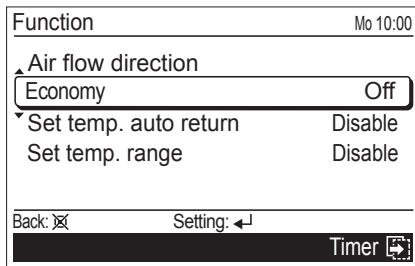 Function Mo 10:00
Air flow direction
Economy Off
Set temp. auto return Disable
Set temp. range Disable
Back: Setting:
Timer